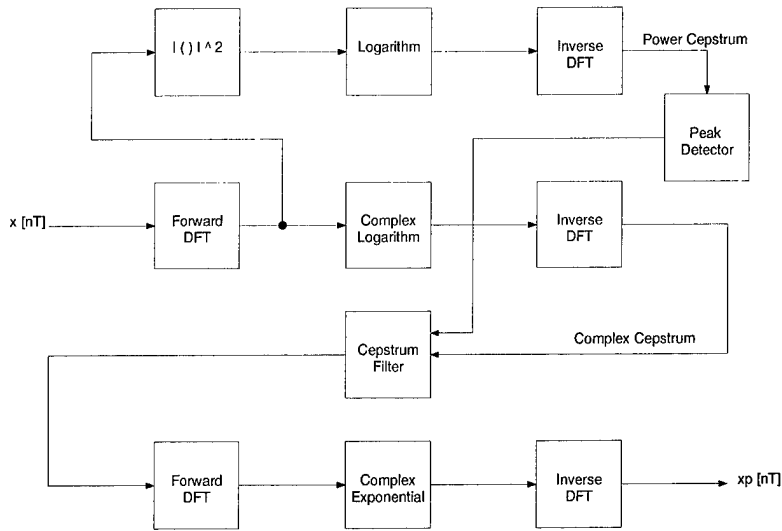 | ( ) | ^ 2
Logarithm
Inverse
DFT
Power Cepstrum
Peak
Detector
x [nT]
Forward
DFT
Complex
Logarithm
Inverse
DFT
Cepstrum
Filter
Complex Cepstrum
Forward
DFT
Complex
Exponential
Inverse
DFT
xp [nT]